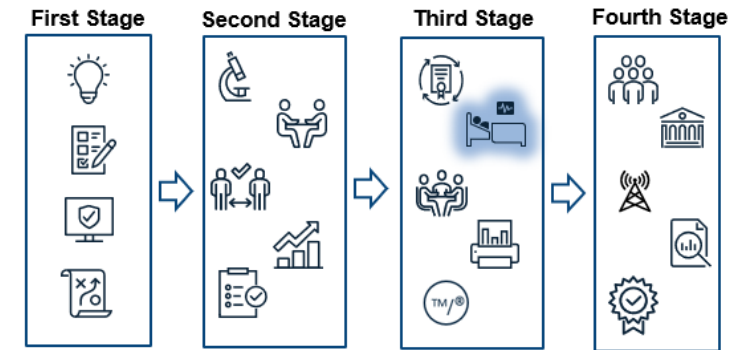 First Stage
Second Stage
Third Stage
Fourth Stage
TM/®